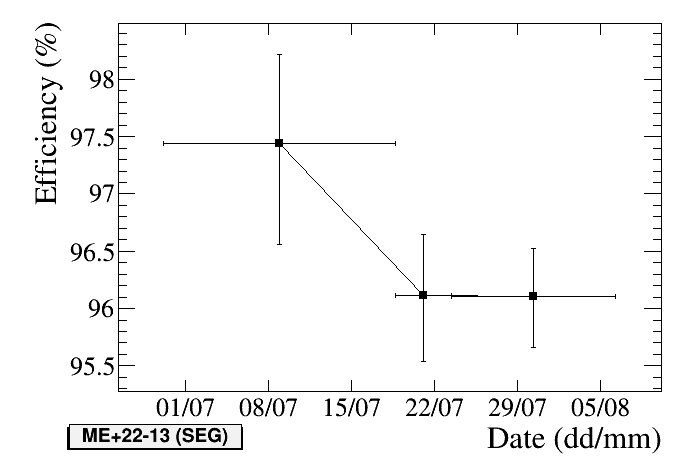 Efficiency (%)
98
97.5
97
96.5
96
95.5
01/07 08/07 15/07 22/07 29/07 05/08
ME+22-13 (SEG)
Date (dd/mm)